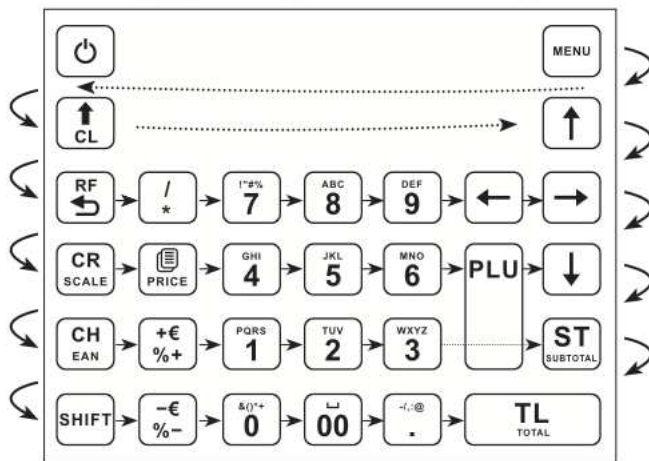 MENU
CL
RF / !"#% ABC DEF
* 7 8 9
CR GHI JKL MNO PLU
SCALE PRICE 4 5 6
CH +€ PQRS TUV WXYZ ST
EAN %+ 1 2 3 SUBTOTAL
SHIFT −€ &()*+ -/,:@ TL
%− 0 00 . TOTAL